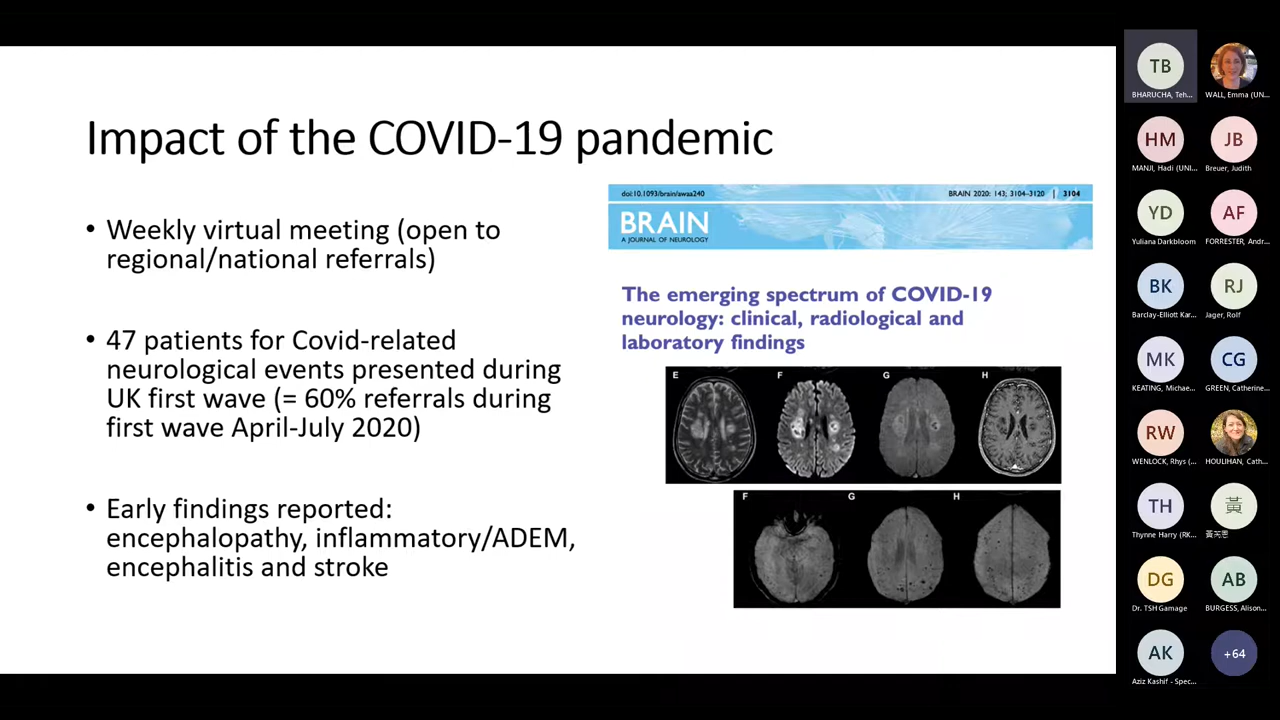 Impact of the COVID-19 pandemic
• Weekly virtual meeting (open to
regional/national referrals)
• 47 patients for Covid-related
neurological events presented during
UK first wave (= 60% referrals during
first wave April-July 2020)
• Early findings reported:
encephalopathy, inflammatory/ADEM,
encephalitis and stroke
doi:10.1093/brain/awaa240
BRAIN 2020: 143; 3104–3120 | 3104
BRAIN
A JOURNAL OF NEUROLOGY
The emerging spectrum of COVID-19
neurology: clinical, radiological and
laboratory findings
E F G H
F G H
TB
BHARUCHA, Teh...
WALL, Emma (UN...
HM
MANJI, Hadi (UNI...
JB
Breuer, Judith
YD
Yuliana Darkbloom
AF
FORRESTER, Andr...
BK
Barclay-Elliott Kar...
RJ
Jager, Rolf
MK
KEATING, Michae...
CG
GREEN, Catherine...
RW
WENLOCK, Rhys (...
HOULIHAN, Cath...
TH
Thynne Harry (RK...
黃
黃芃恩
DG
Dr. TSH Gamage
AB
BURGESS, Alison...
AK
Aziz Kashif - Spec...
+64